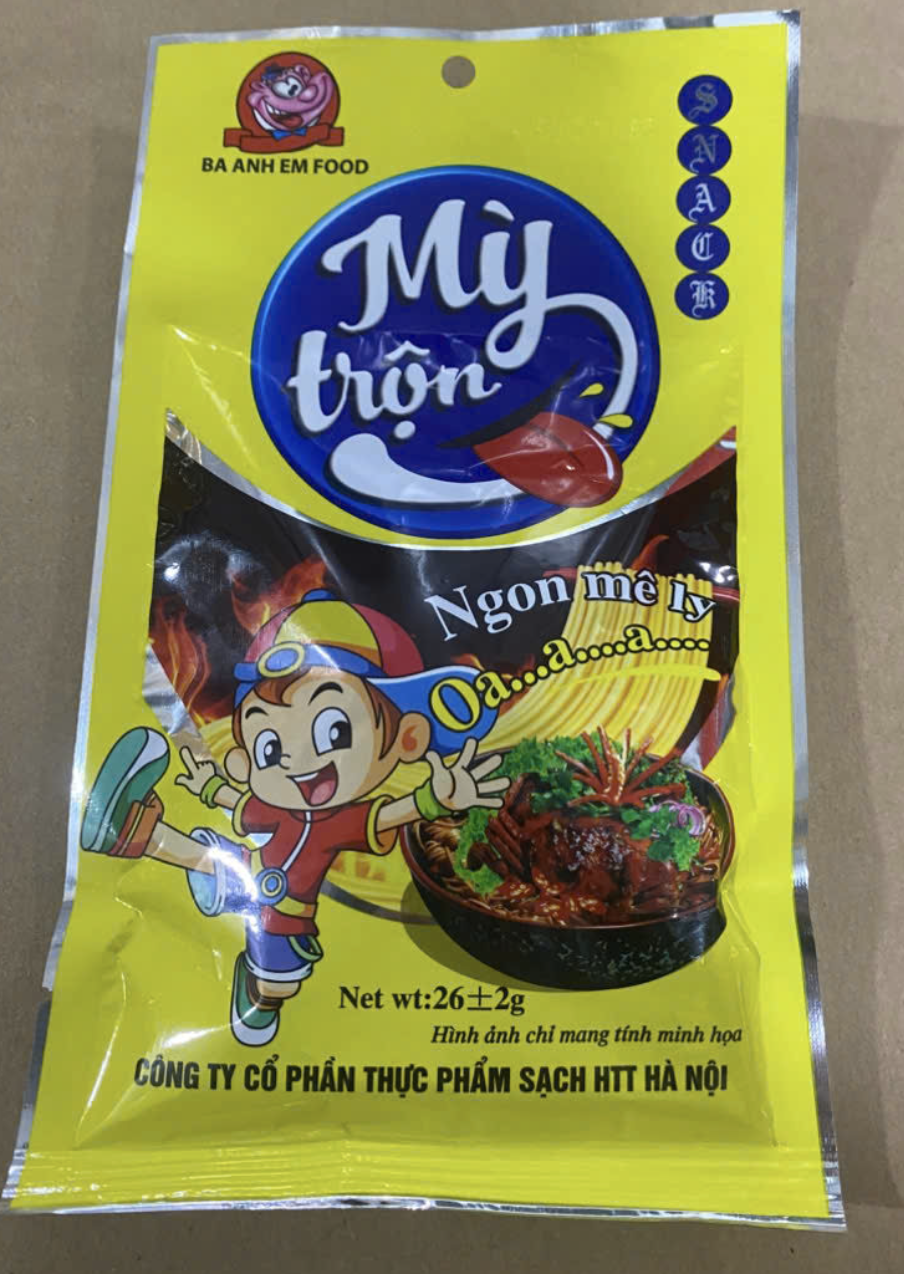 BA ANH EM FOOD
SNACK
Mỳ
trộn
Ngon mê ly
Oa...a....a....
Net wt:26±2g
Hình ảnh chỉ mang tính minh họa
CÔNG TY CỔ PHẦN THỰC PHẨM SẠCH HTT HÀ NỘI